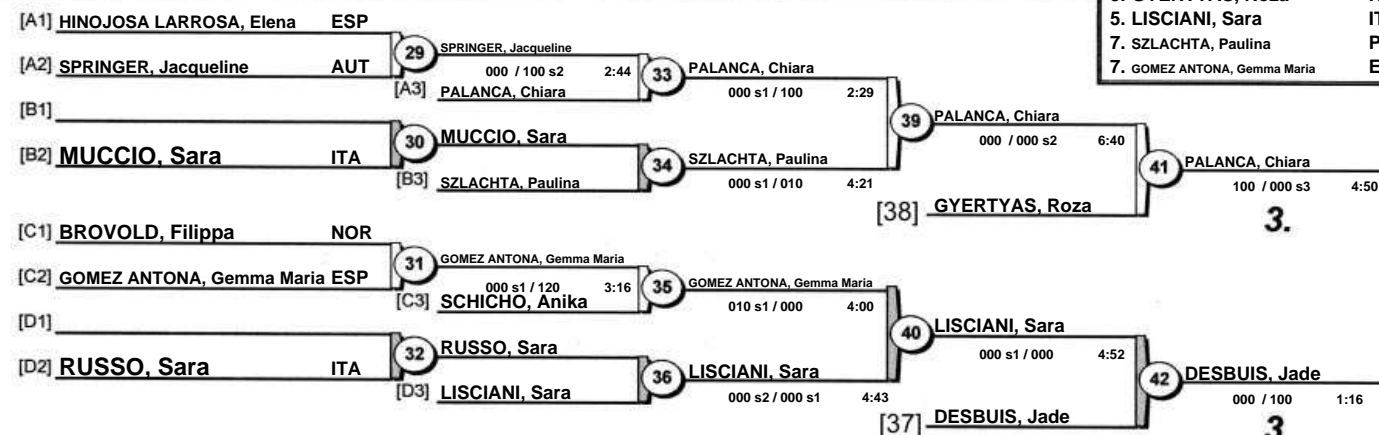 5. LISCIANI, Sara
7. SZLACHTA, Paulina
7. GOMEZ ANTONA, Gemma Maria
[A1] HINOJOSA LARROSA, Elena ESP
[A2] SPRINGER, Jacqueline AUT
29
SPRINGER, Jacqueline
000 / 100 s2 2:44
[A3] PALANCA, Chiara
33
PALANCA, Chiara
000 s1 / 100 2:29
[B1]
[B2] MUCCIO, Sara ITA
30
MUCCIO, Sara
[B3] SZLACHTA, Paulina
34
SZLACHTA, Paulina
000 s1 / 010 4:21
39
PALANCA, Chiara
000 / 000 s2 6:40
[38] GYERTYAS, Roza
41
PALANCA, Chiara
100 / 000 s3 4:50
3.
[C1] BROVOLD, Filippa NOR
[C2] GOMEZ ANTONA, Gemma Maria ESP
31
GOMEZ ANTONA, Gemma Maria
000 s1 / 120 3:16
[C3] SCHICHO, Anika
35
GOMEZ ANTONA, Gemma Maria
010 s1 / 000 4:00
[D1]
[D2] RUSSO, Sara ITA
32
RUSSO, Sara
[D3] LISCIANI, Sara
36
LISCIANI, Sara
000 s2 / 000 s1 4:43
40
LISCIANI, Sara
000 s1 / 000 4:52
[37] DESBUIS, Jade
42
DESBUIS, Jade
000 / 100 1:16
3